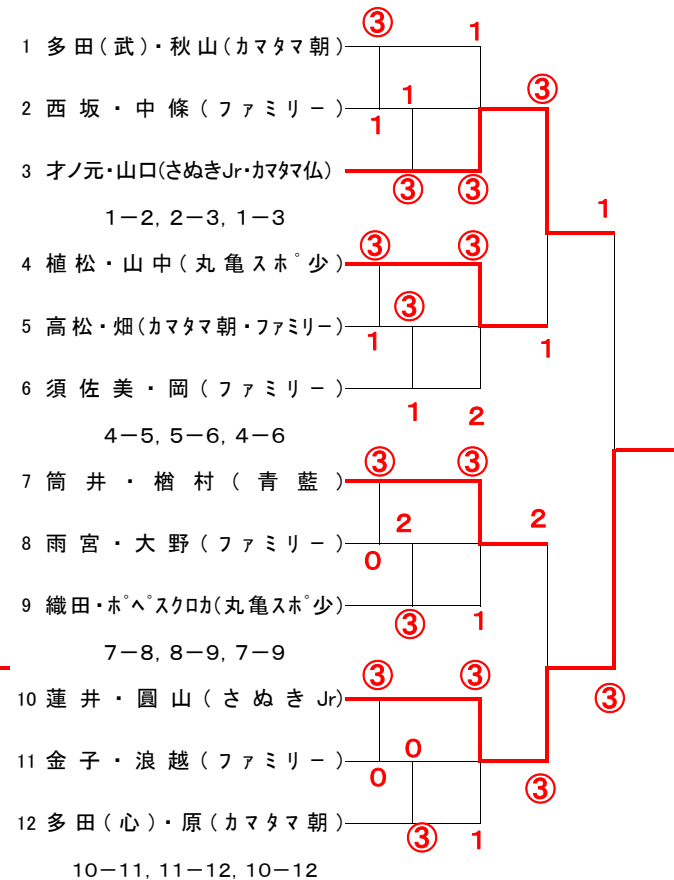 ③
1
1 多田(武)・秋山(カマタマ朝)
③
1
2 西坂・中條(ファミリー)
1
3 才ノ元・山口(さぬきJr・カマタマ仏)
③ ③
1
1－2, 2－3, 1－3
③ ③
4 植松・山中(丸亀スポ少)
③
5 高松・畑(カマタマ朝・ファミリー)
1 1
6 須佐美・岡(ファミリー)
1 2
4－5, 5－6, 4－6
③ ③
7 筒井・楢村(青藍)
2 2
8 雨宮・大野(ファミリー)
0
9 織田・ポペスクロカ(丸亀スポ少)
③ 1
7－8, 8－9, 7－9
③ ③
10 蓮井・圓山(さぬきJr)
③
0
11 金子・浪越(ファミリー)
0 ③
12 多田(心)・原(カマタマ朝)
③ 1
10－11, 11－12, 10－12